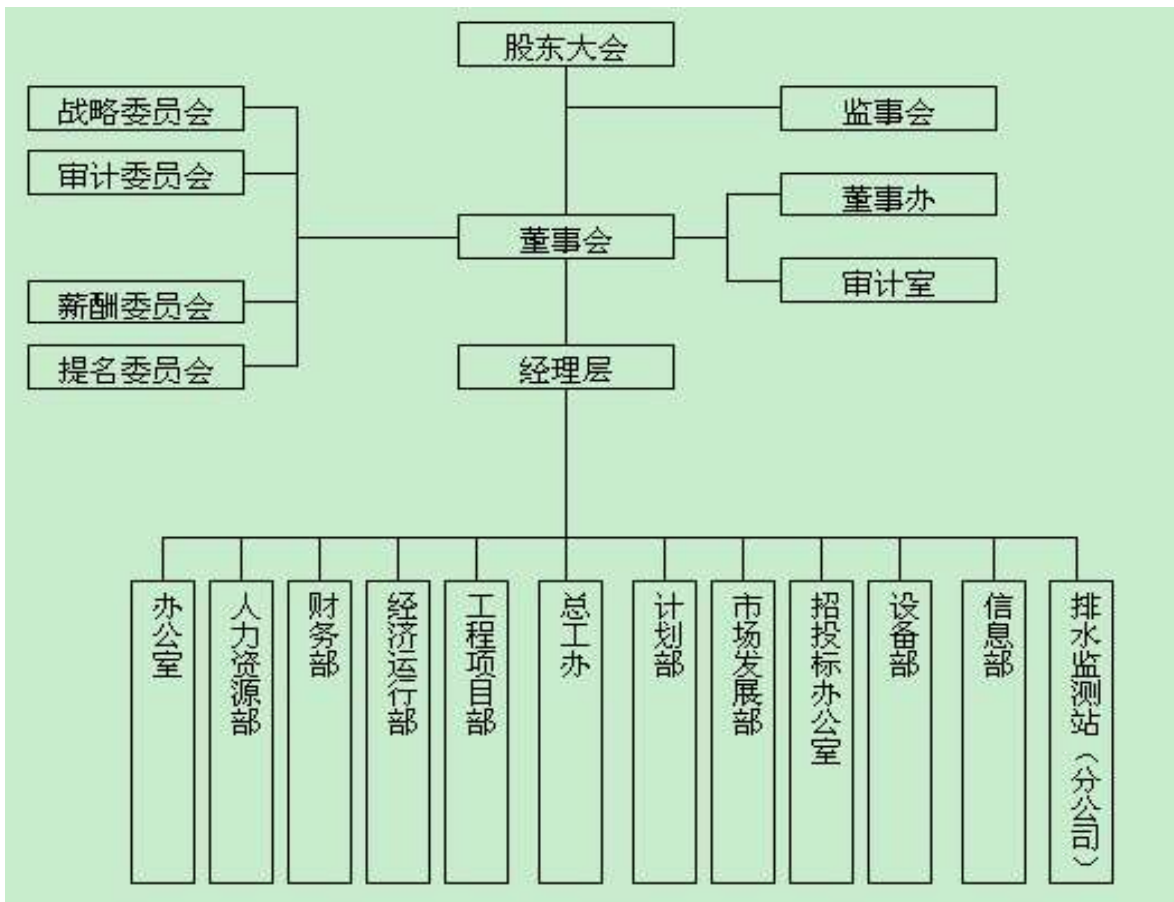 股东大会
战略委员会
监事会
审计委员会
董事办
董事会
审计室
薪酬委员会
提名委员会
经理层
办公室
人力资源部
财务部
经济运行部
工程项目部
总工办
计划部
市场发展部
招投标办公室
设备部
信息部
排水监测站（分公司）